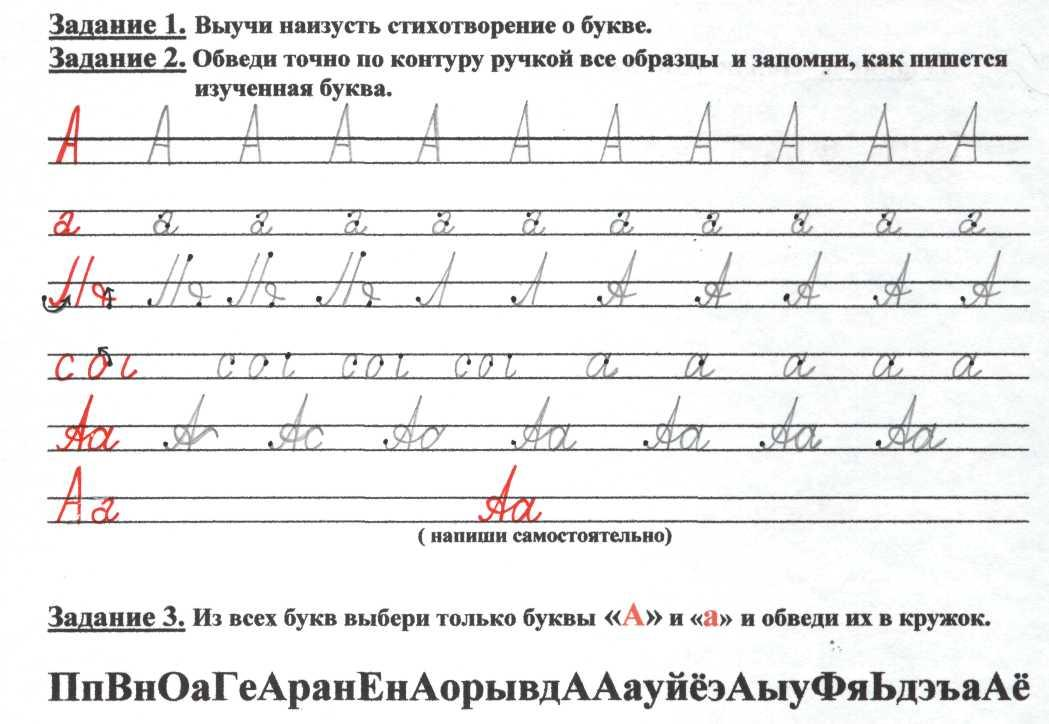 Задание 1. Выучи наизусть стихотворение о букве.
Задание 2. Обведи точно по контуру ручкой все образцы и запомни, как пишется
изученная буква.
А А А А А А А А А А А
а а а а а а а а а а а
А А А А А А А
с о ι с о ι с о ι с о ι а а а а а
Аа А Ас Ао Аа Аа Аа Аа
Аа Аа
( напиши самостоятельно)
Задание 3. Из всех букв выбери только буквы «А» и «а» и обведи их в кружок.
ПпВнОаГеАранЕнАорывдААауйёэАыуФяЬдэъаАё